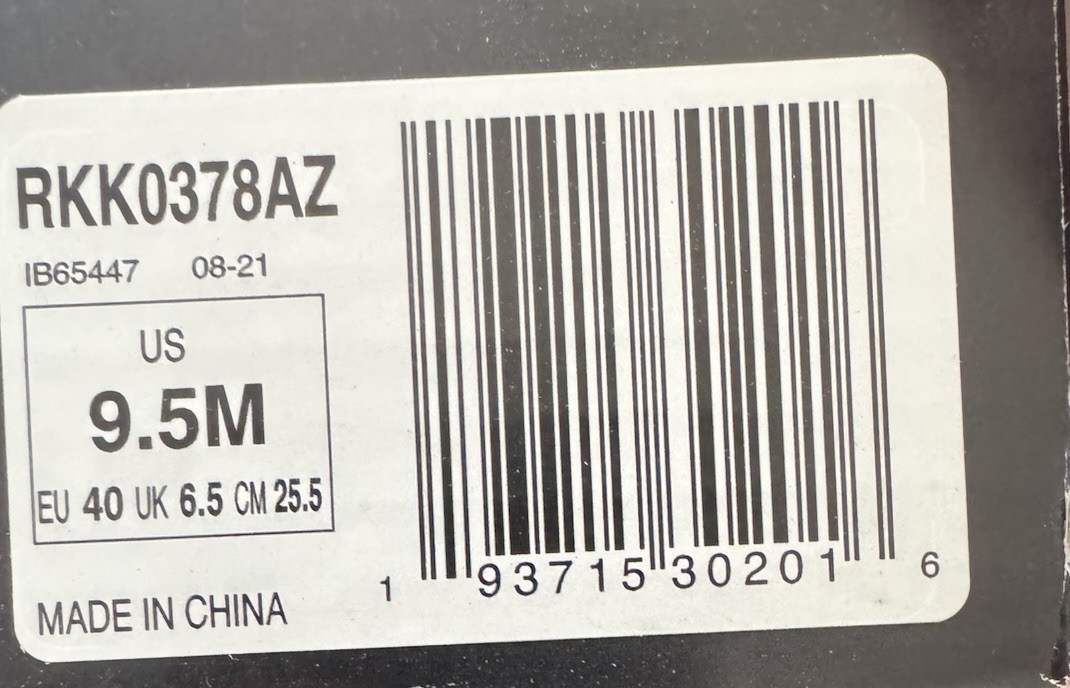 RKK0378AZ
IB65447 08-21
US
9.5M
EU 40 UK 6.5 CM 25.5
MADE IN CHINA
1 93715 30201 6